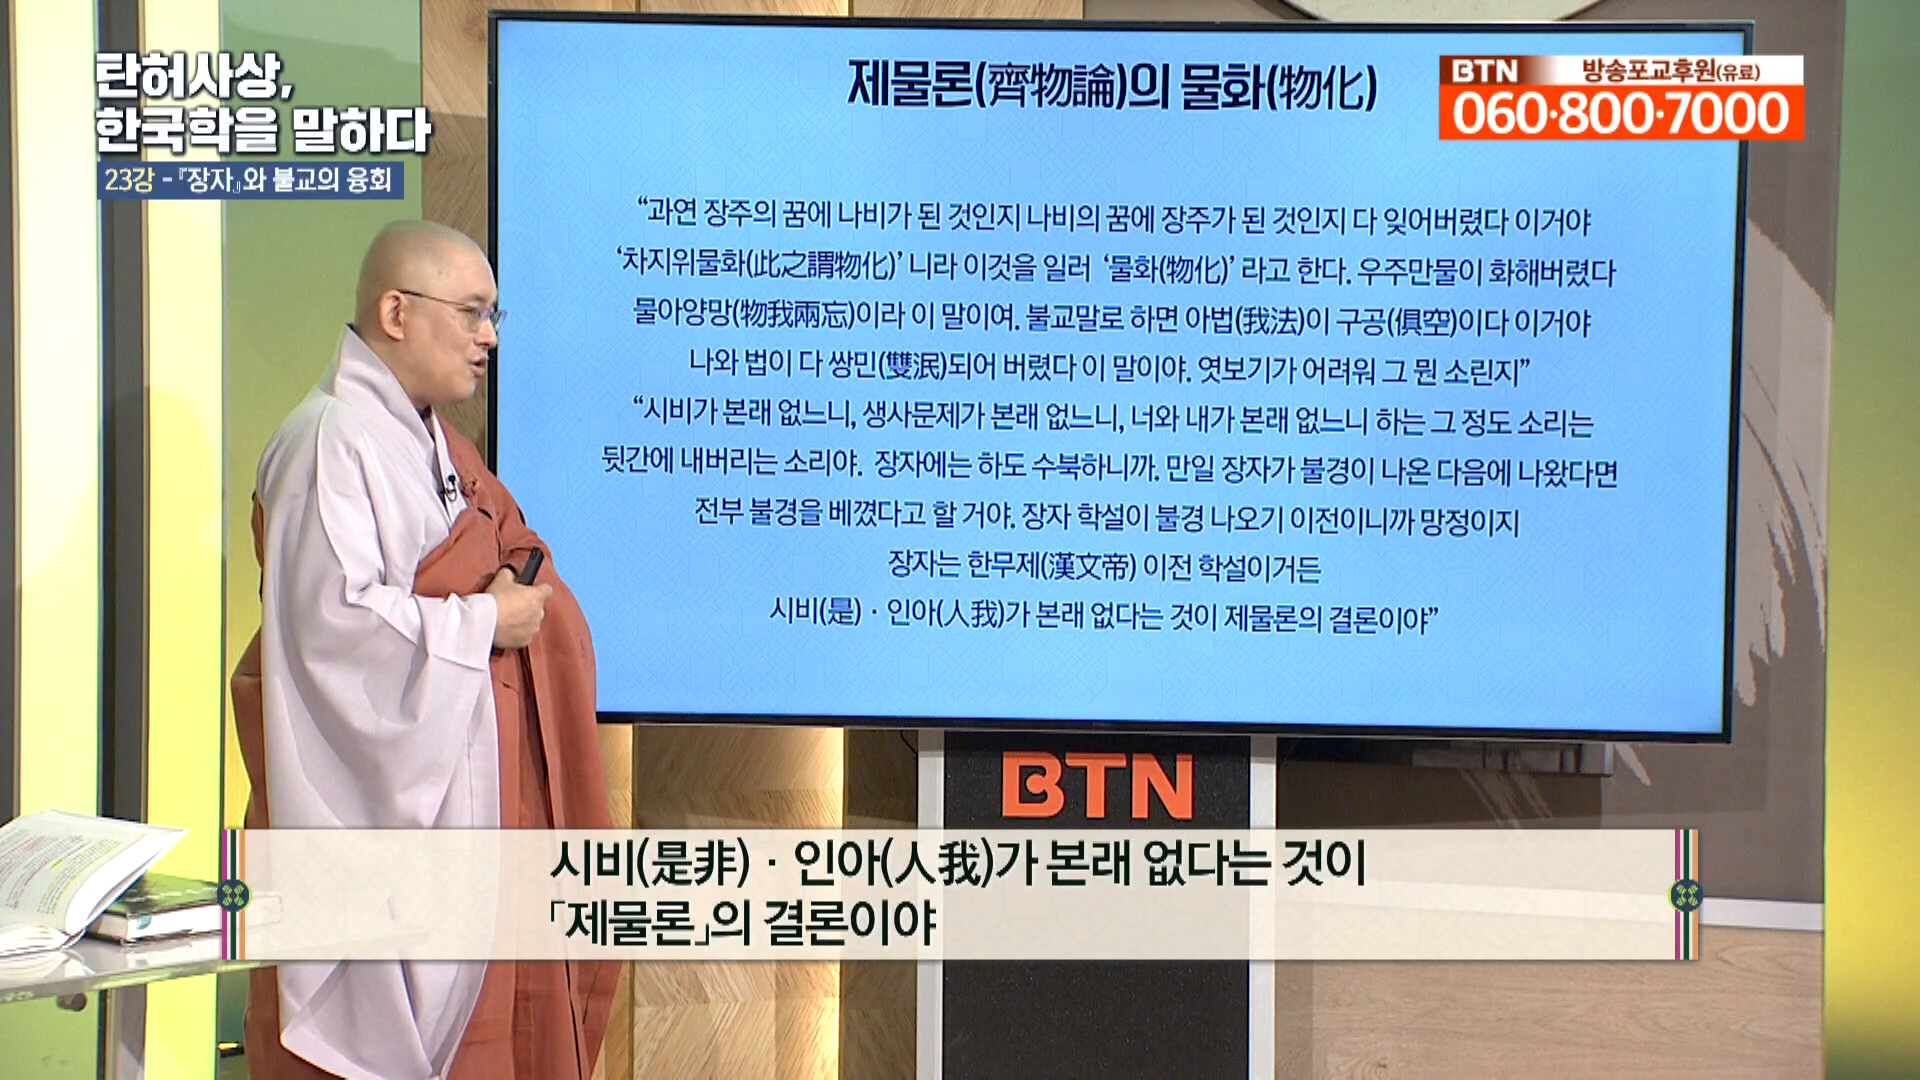 탄허사상,
한국학을 말하다
23강 - 『장자』와 불교의 융회
BTN 방송포교후원(유료)
060·800·7000
제물론(齊物論)의 물화(物化)
“과연 장주의 꿈에 나비가 된 것인지 나비의 꿈에 장주가 된 것인지 다 잊어버렸다 이거야
‘차지위물화(此之謂物化)’ 니라 이것을 일러 ‘물화(物化)’ 라고 한다. 우주만물이 화해버렸다
물아양망(物我兩忘)이라 이 말이여. 불교말로 하면 아법(我法)이 구공(俱空)이다 이거야
나와 법이 다 쌍민(雙泯)되어 버렸다 이 말이야. 엿보기가 어려워 그 뭔 소린지”
“시비가 본래 없느니, 생사문제가 본래 없느니, 너와 내가 본래 없느니 하는 그 정도 소리는
뒷간에 내버리는 소리야. 장자에는 하도 수북하니까. 만일 장자가 불경이 나온 다음에 나왔다면
전부 불경을 베꼈다고 할 거야. 장자 학설이 불경 나오기 이전이니까 망정이지
장자는 한무제(漢文帝) 이전 학설이거든
시비(是) · 인아(人我)가 본래 없다는 것이 제물론의 결론이야”
BTN
시비(是非) · 인아(人我)가 본래 없다는 것이
「제물론」의 결론이야